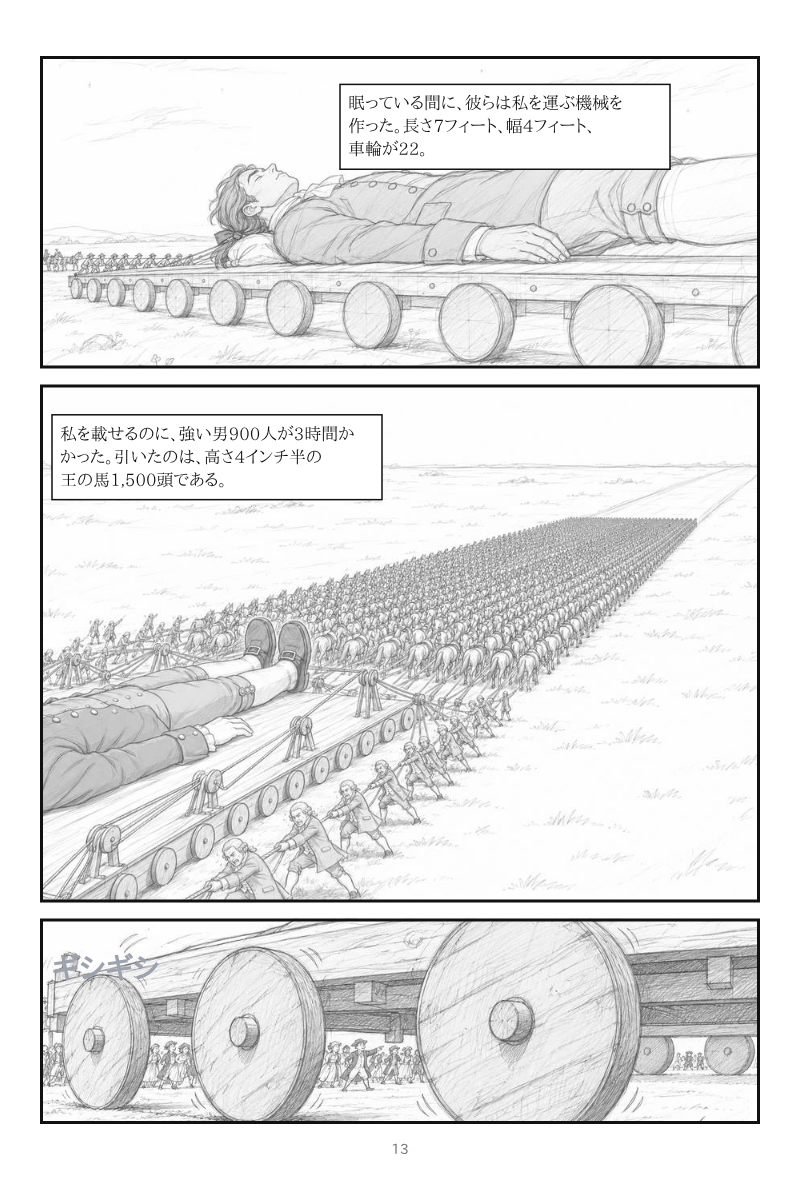 眠っている間に、彼らは私を運ぶ機械を
作った。長さ7フィート、幅4フィート、
車輪が22。
私を載せるのに、強い男900人が3時間か
かった。引いたのは、高さ4インチ半の
王の馬1,500頭である。
ギシギシ
13